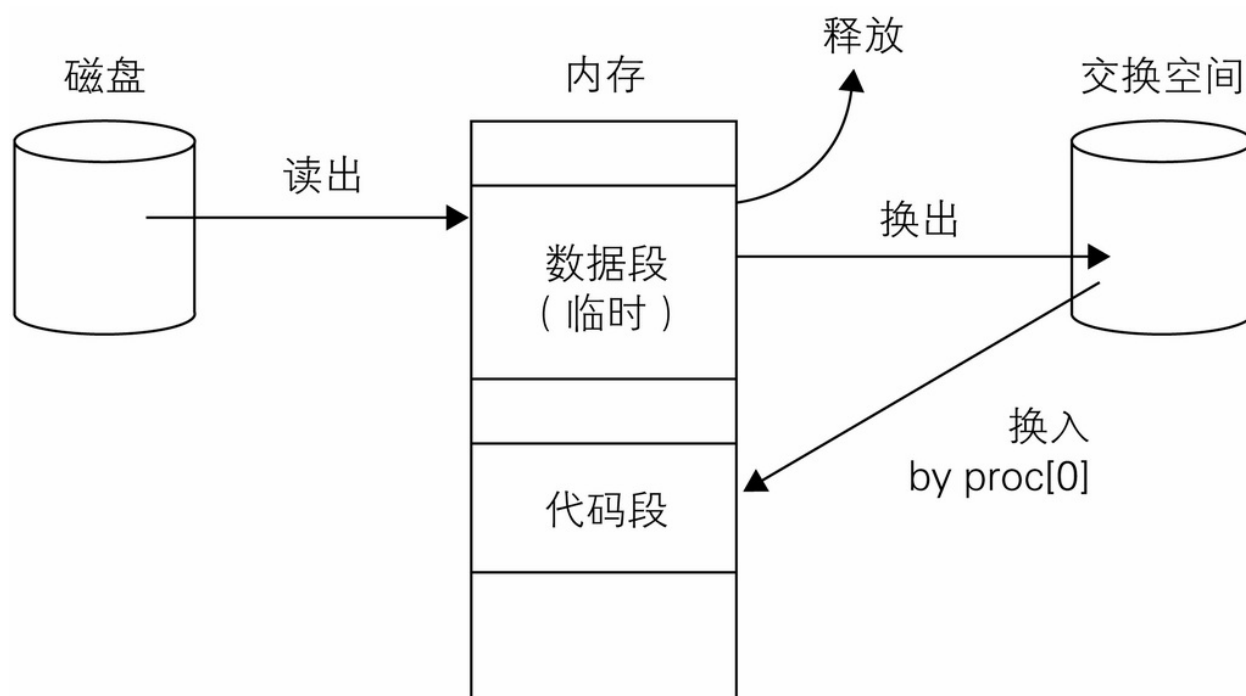 释放
磁盘
内存
交换空间
读出
换出
数据段
（临时）
换入
by proc[0]
代码段